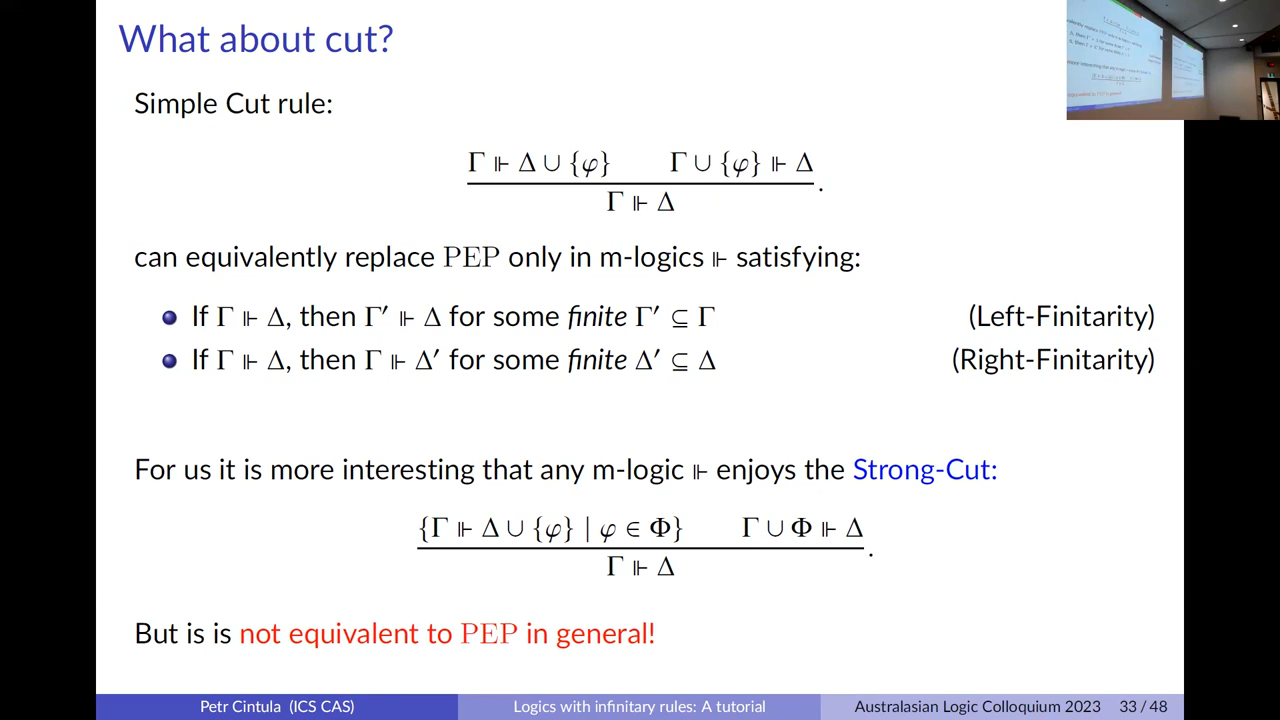 What about cut?
Simple Cut rule:
Γ ⊩ Δ ∪ {φ} Γ ∪ {φ} ⊩ Δ
Γ ⊩ Δ .
can equivalently replace PEP only in m-logics ⊩ satisfying:
If Γ ⊩ Δ, then Γ′ ⊩ Δ for some finite Γ′ ⊆ Γ (Left-Finitarity)
If Γ ⊩ Δ, then Γ ⊩ Δ′ for some finite Δ′ ⊆ Δ (Right-Finitarity)
For us it is more interesting that any m-logic ⊩ enjoys the Strong-Cut:
{Γ ⊩ Δ ∪ {φ} | φ ∈ Φ} Γ ∪ Φ ⊩ Δ
Γ ⊩ Δ .
But is is not equivalent to PEP in general!
Petr Cintula (ICS CAS) Logics with infinitary rules: A tutorial Australasian Logic Colloquium 2023 33 / 48